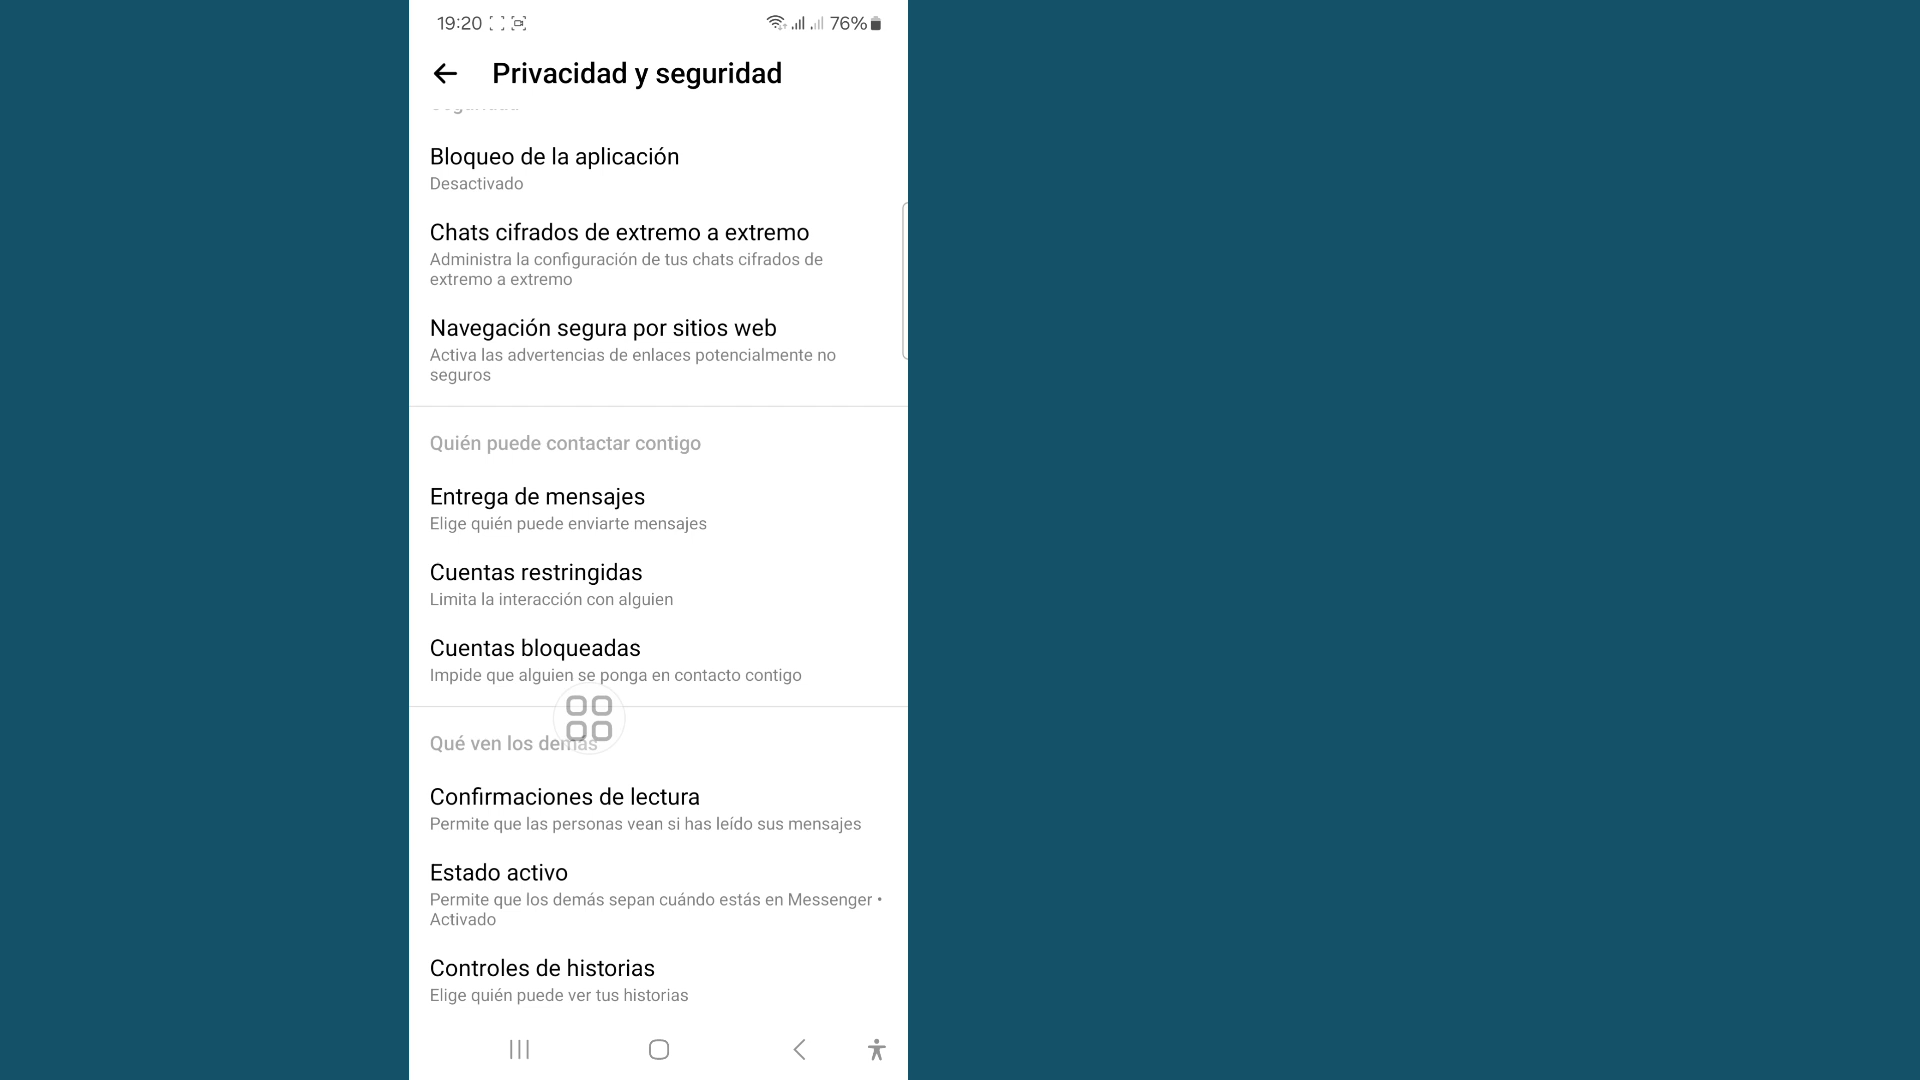 19:20
76%
Privacidad y seguridad
Bloqueo de la aplicación
Desactivado
Chats cifrados de extremo a extremo
Administra la configuración de tus chats cifrados de
extremo a extremo
Navegación segura por sitios web
Activa las advertencias de enlaces potencialmente no
seguros
Quién puede contactar contigo
Entrega de mensajes
Elige quién puede enviarte mensajes
Cuentas restringidas
Limita la interacción con alguien
Cuentas bloqueadas
Impide que alguien se ponga en contacto contigo
Qué ven los demás
Confirmaciones de lectura
Permite que las personas vean si has leído sus mensajes
Estado activo
Permite que los demás sepan cuándo estás en Messenger •
Activado
Controles de historias
Elige quién puede ver tus historias